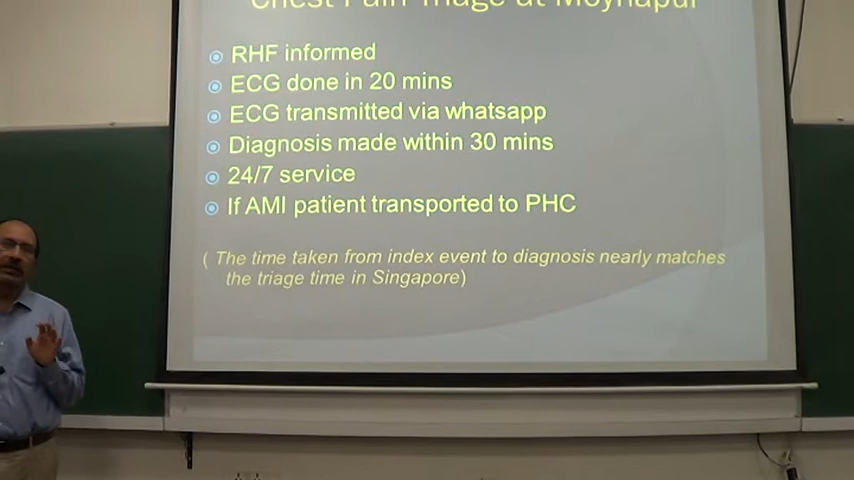 Chest Pain Triage at Moynapur
RHF informed
ECG done in 20 mins
ECG transmitted via whatsapp
Diagnosis made within 30 mins
24/7 service
If AMI patient transported to PHC
( The time taken from index event to diagnosis nearly matches
the triage time in Singapore)